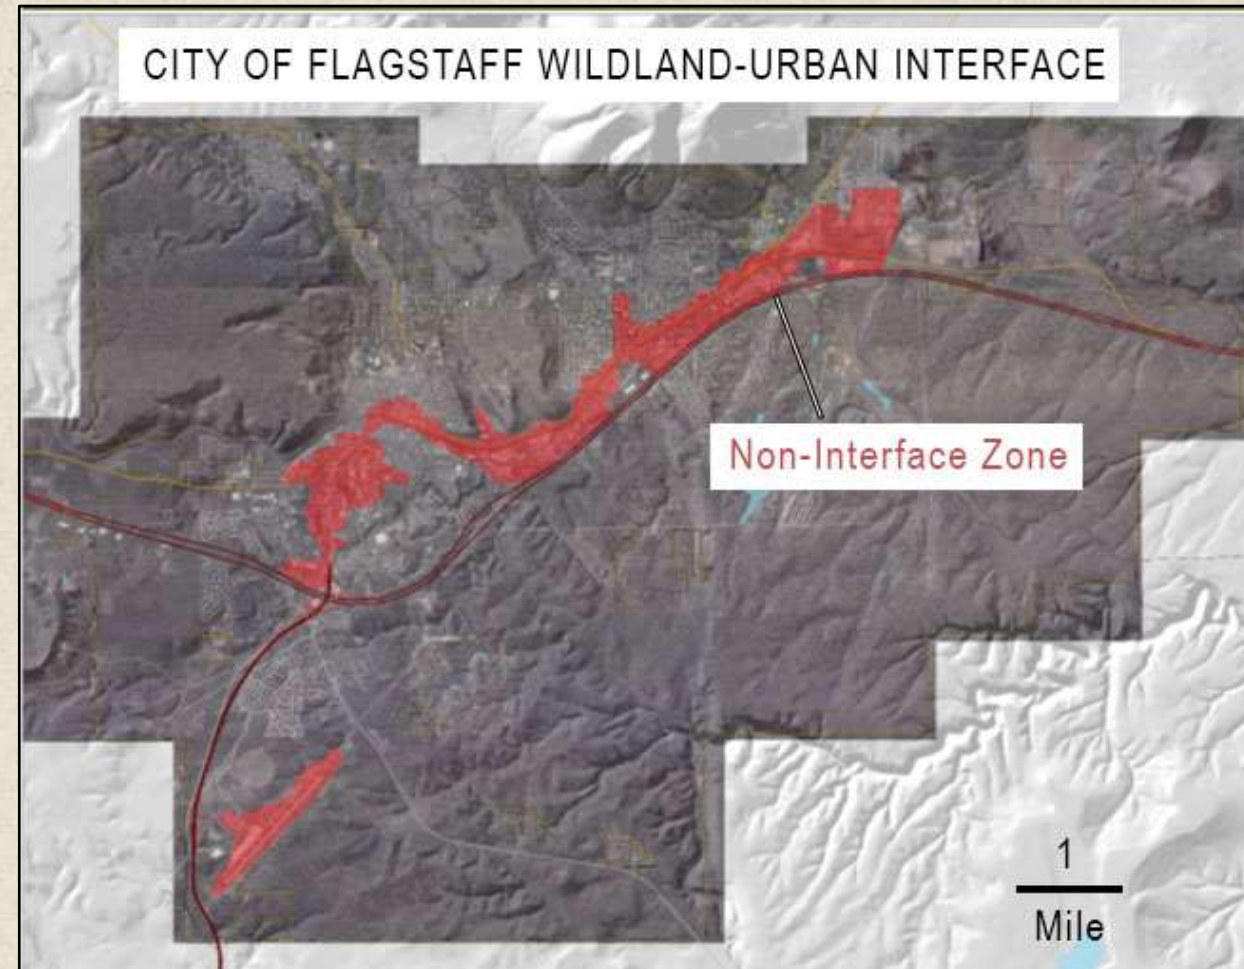 CITY OF FLAGSTAFF WILDLAND-URBAN INTERFACE
Non-Interface Zone
1
Mile